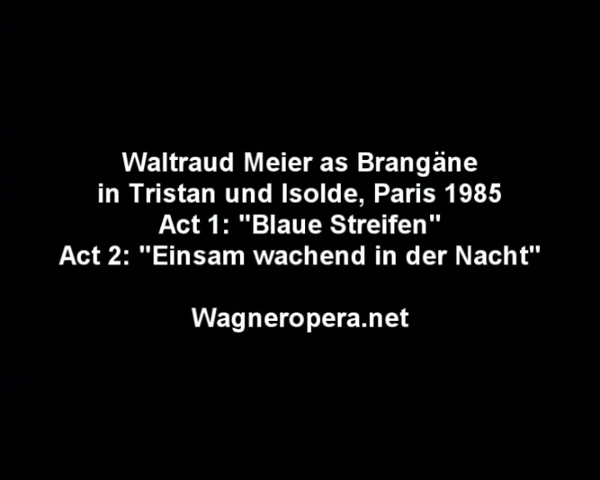 Waltraud Meier as Brangäne
in Tristan und Isolde, Paris 1985
Act 1: "Blaue Streifen"
Act 2: "Einsam wachend in der Nacht"
Wagneropera.net